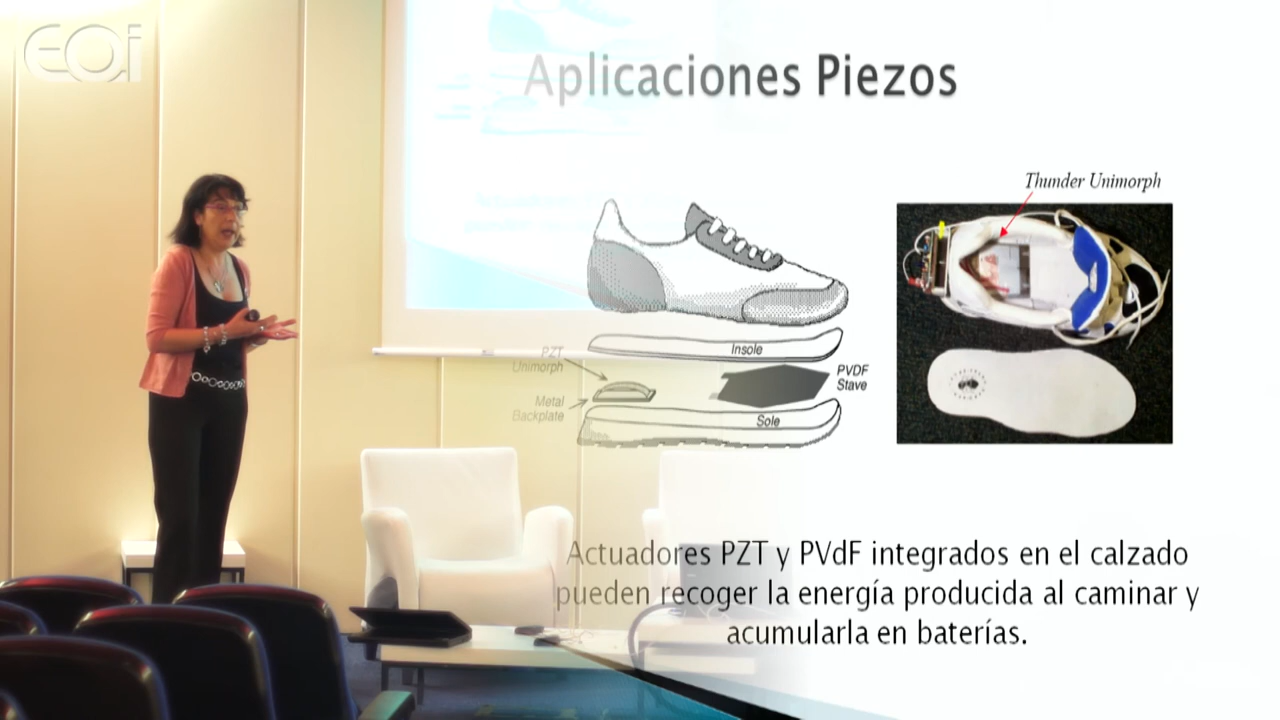 EOi
Aplicaciones Piezos
Thunder Unimorph
Insole
PZT
Unimorph
PVDF
Stave
Metal
Backplate
Sole
Actuadores PZT y PVdF integrados en el calzado
pueden recoger la energía producida al caminar y
acumularla en baterías.